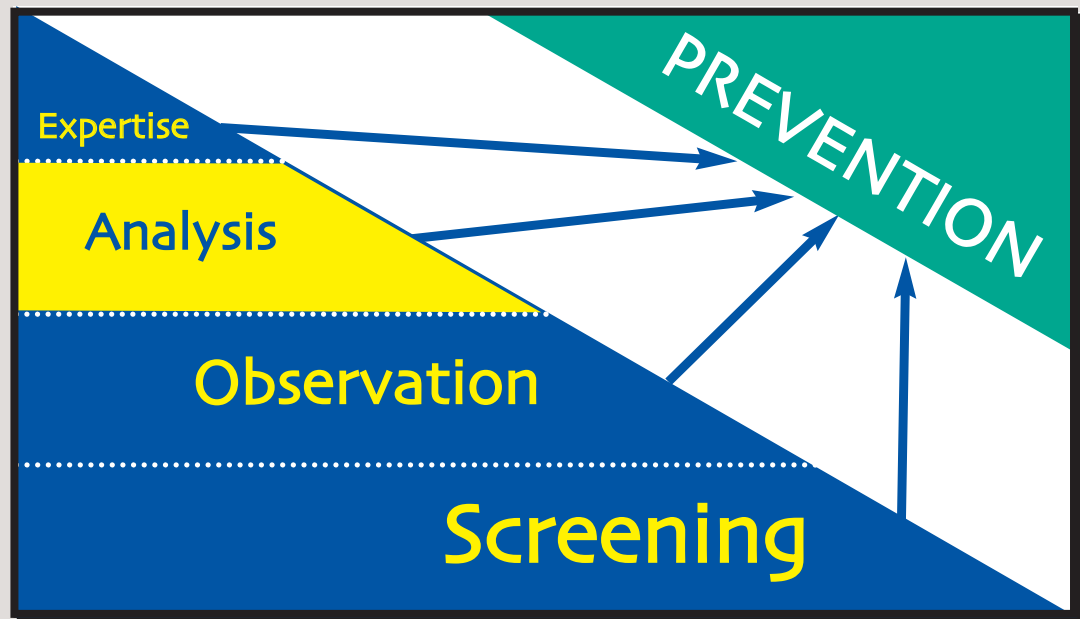 PREVENTION
Expertise
Analysis
Observation
Screening